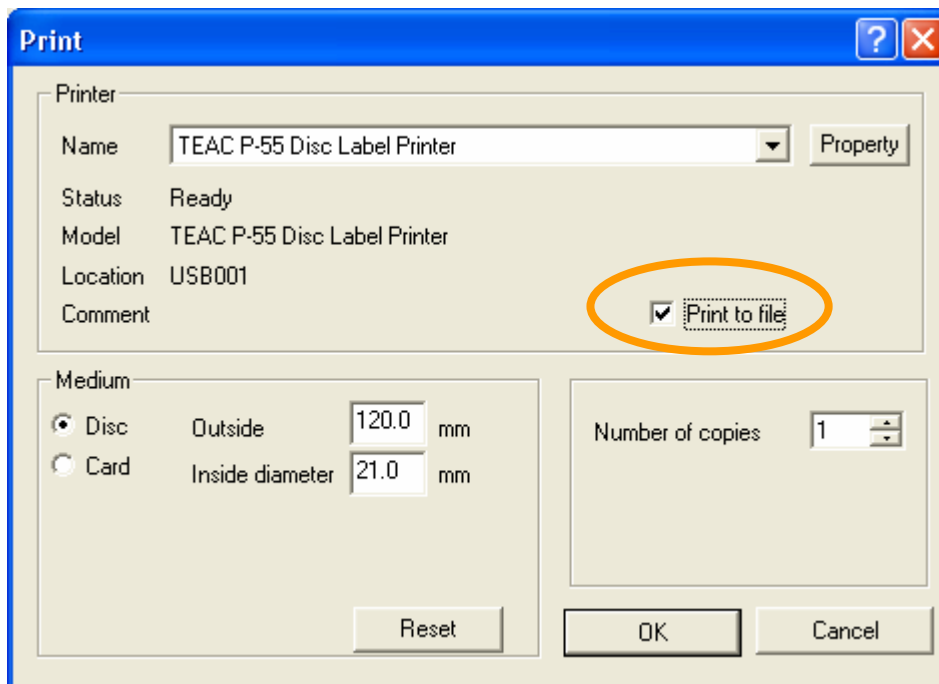 Print
Printer
Name TEAC P-55 Disc Label Printer Property
Status Ready
Model TEAC P-55 Disc Label Printer
Location USB001
Comment Print to file
Medium
Disc Outside 120.0 mm
Card Inside diameter 21.0 mm
Number of copies 1
Reset
OK
Cancel